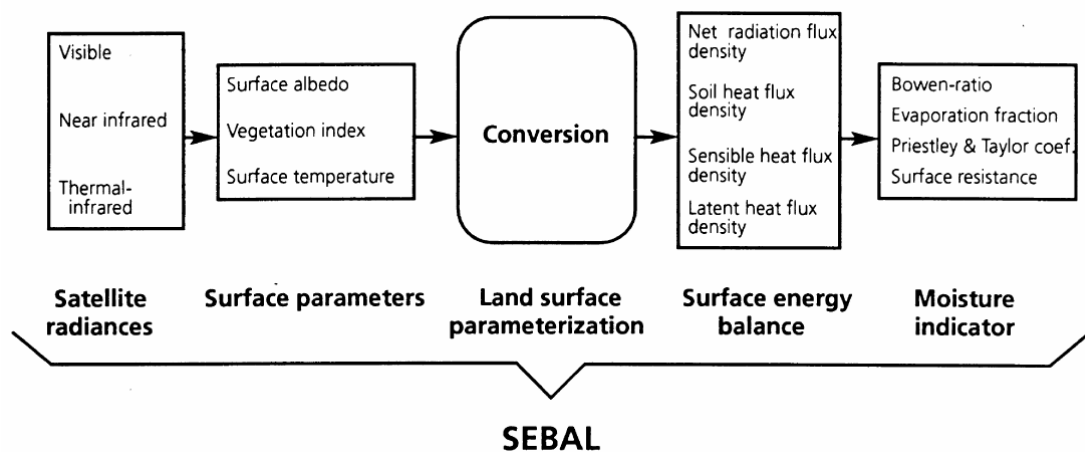 Visible
Near infrared
Thermal-
infrared
Surface albedo
Vegetation index
Surface temperature
Conversion
Net radiation flux
density
Soil heat flux
density
Sensible heat flux
density
Latent heat flux
density
Bowen-ratio
Evaporation fraction
Priestley & Taylor coef.
Surface resistance
Satellite
radiances
Surface parameters
Land surface
parameterization
Surface energy
balance
Moisture
indicator
SEBAL